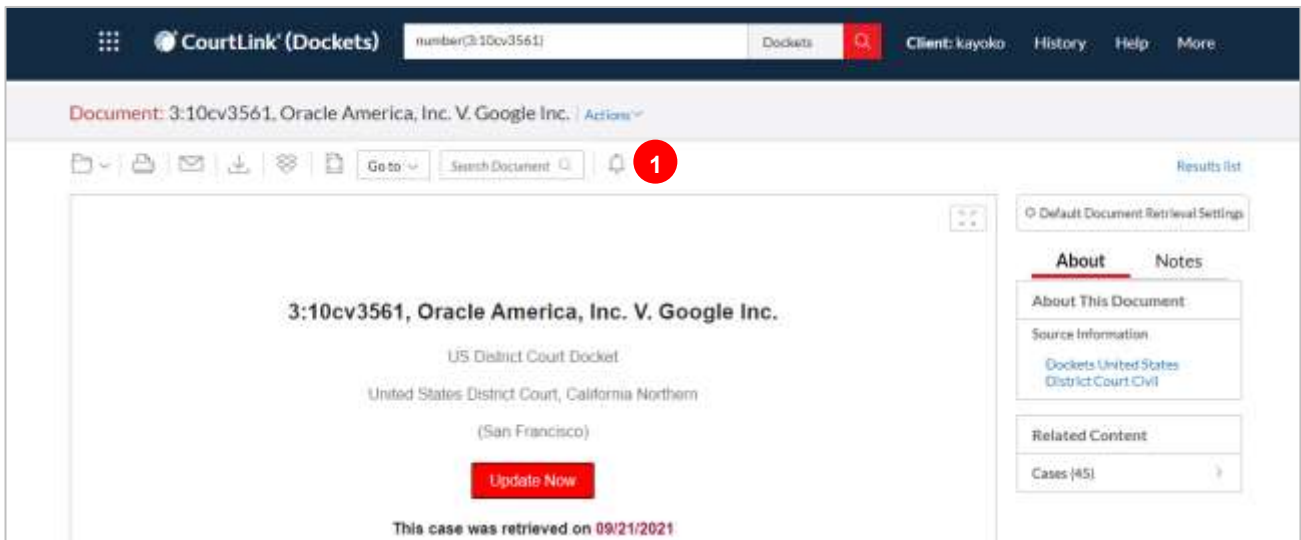 CourtLink® (Dockets) number(3:10cv3561) Dockets Client: kayoko History Help More
Document: 3:10cv3561, Oracle America, Inc. V. Google Inc. Actions
Go to Search Document 1 Results list
Default Document Retrieval Settings
About Notes
3:10cv3561, Oracle America, Inc. V. Google Inc.
US District Court Docket
United States District Court, California Northern
(San Francisco)
Update Now
This case was retrieved on 09/21/2021
About This Document
Source Information
Dockets United States
District Court Civil
Related Content
Cases (45)